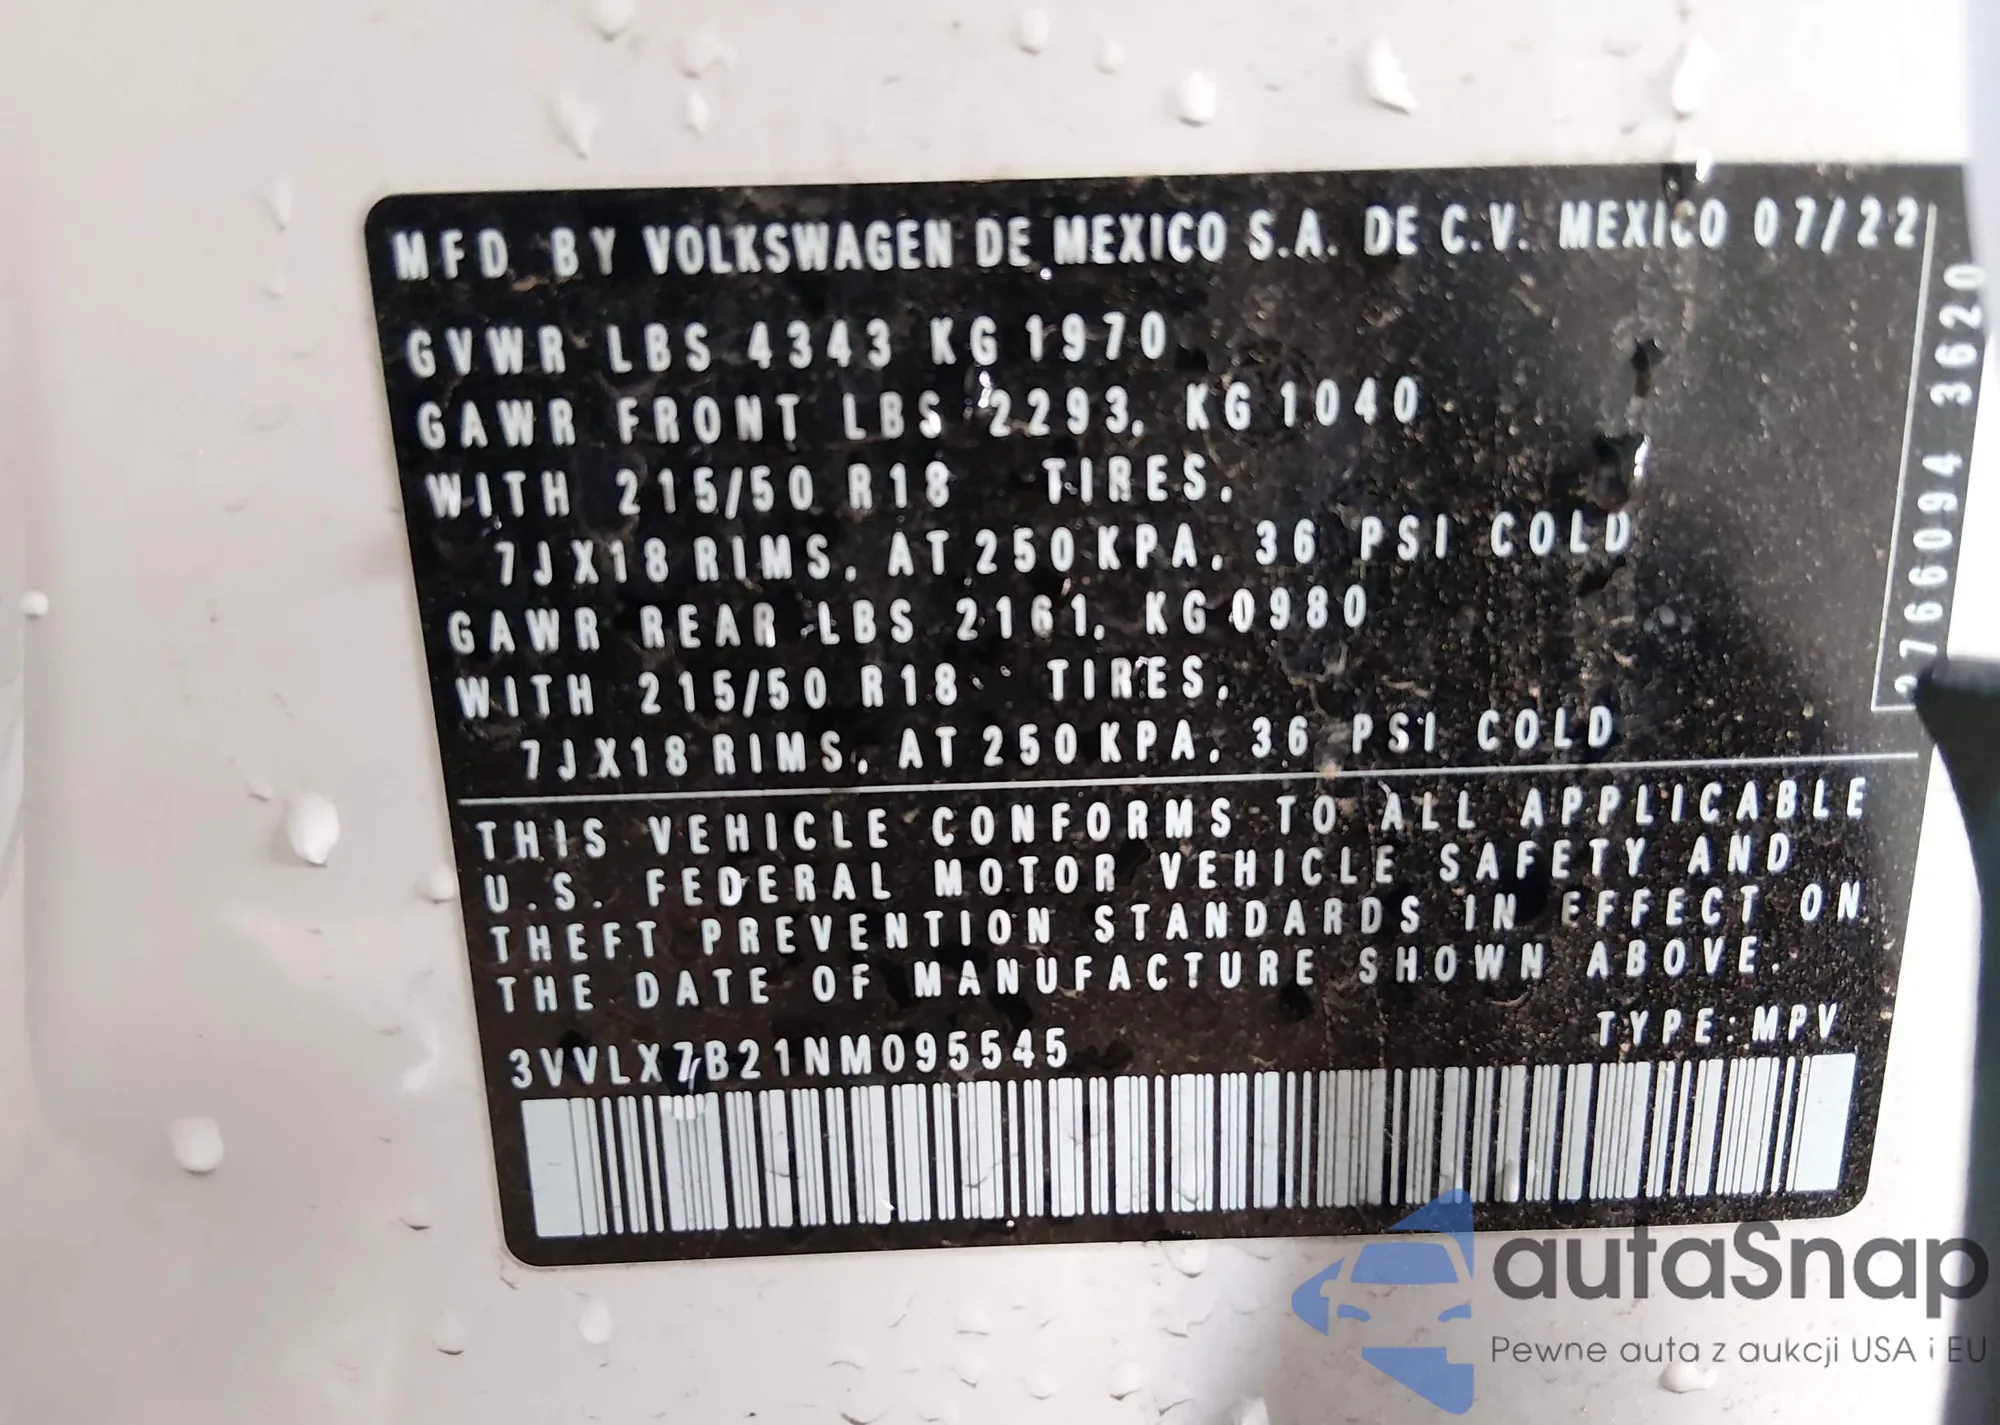 MFD BY VOLKSWAGEN DE MEXICO S.A. DE C.V. MEXICO 07/22
GVWR LBS 4343 KG 1970
GAWR FRONT LBS 2293, KG 1040
WITH 215/50 R18 TIRES,
7JX18 RIMS, AT 250 KPA, 36 PSI COLD
GAWR REAR LBS 2161, KG 0980
WITH 215/50 R18 TIRES,
7JX18 RIMS, AT 250 KPA, 36 PSI COLD
2766094 3620
THIS VEHICLE CONFORMS TO ALL APPLICABLE
U.S. FEDERAL MOTOR VEHICLE SAFETY AND
THEFT PREVENTION STANDARDS IN EFFECT ON
THE DATE OF MANUFACTURE SHOWN ABOVE.
TYPE: MPV
3VVLX7B21NM095545
autaSnap
Pewne auta z aukcji USA i EU